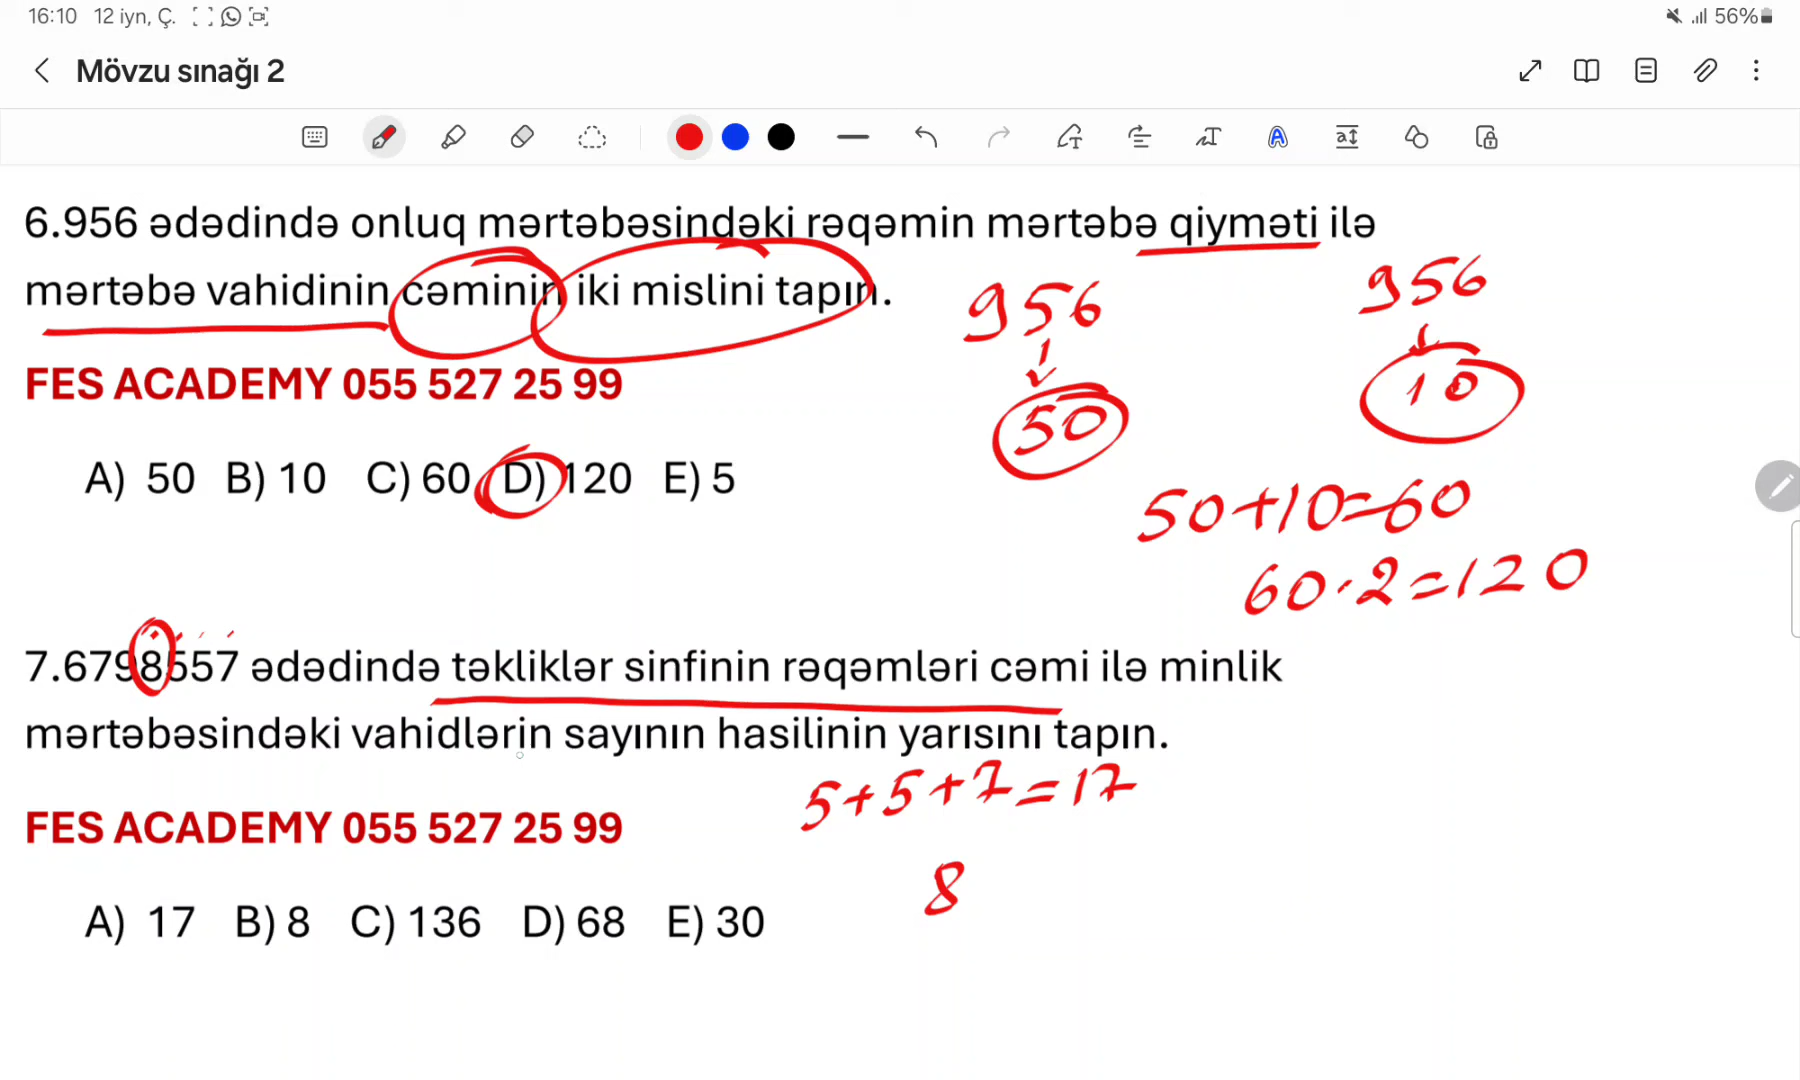 16:10 12 iyn, Ç. 56%
Mövzu sınağı 2
6.956 ədədində onluq mərtəbəsindəki rəqəmin mərtəbə qiyməti ilə
mərtəbə vahidinin cəminin iki mislini tapın.
956
956
FES ACADEMY 055 527 25 99
50
10
A) 50 B) 10 C) 60 D) 120 E) 5
50+10=60
60·2=120
7.6798557 ədədində təkliklər sinfinin rəqəmləri cəmi ilə minlik
mərtəbəsindəki vahidlərin sayının hasilinin yarısını tapın.
5+5+7=17
FES ACADEMY 055 527 25 99
8
A) 17 B) 8 C) 136 D) 68 E) 30